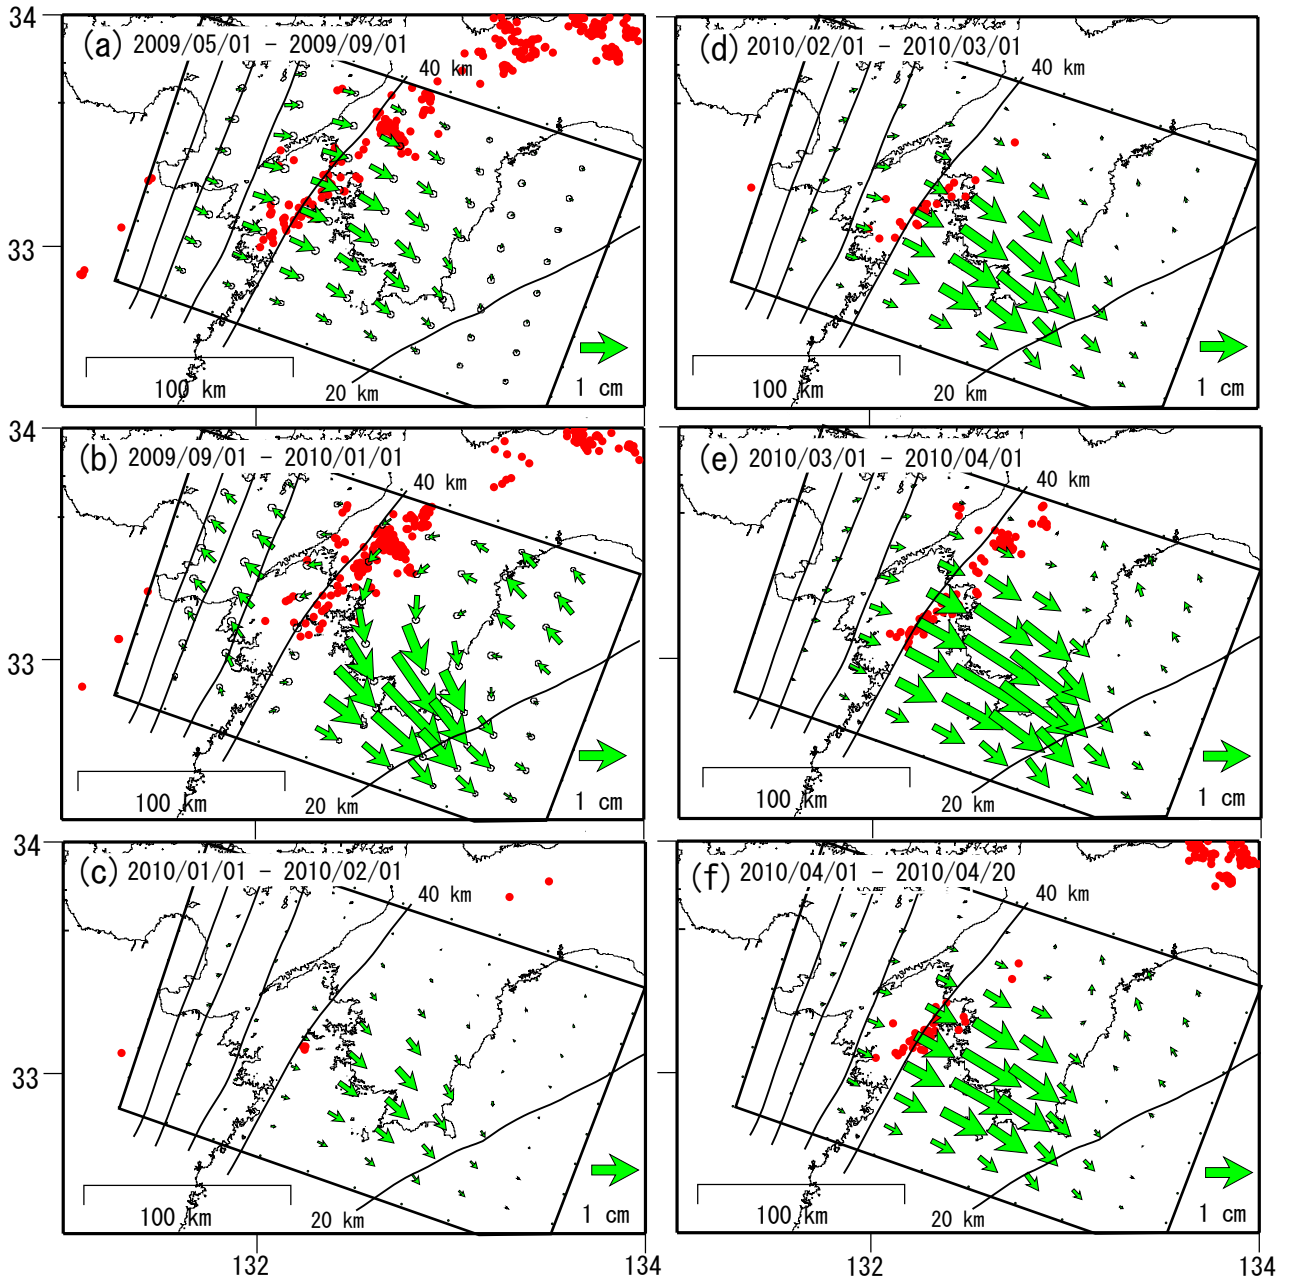 34
(a) 2009/05/01 - 2009/09/01
40 km
33
100 km
20 km
1 cm
(d) 2010/02/01 - 2010/03/01
40 km
100 km
20 km
1 cm
34
(b) 2009/09/01 - 2010/01/01
40 km
33
100 km
20 km
1 cm
(e) 2010/03/01 - 2010/04/01
40 km
100 km
20 km
1 cm
34
(c) 2010/01/01 - 2010/02/01
40 km
33
100 km
20 km
1 cm
132
134
(f) 2010/04/01 - 2010/04/20
40 km
100 km
20 km
1 cm
132
134